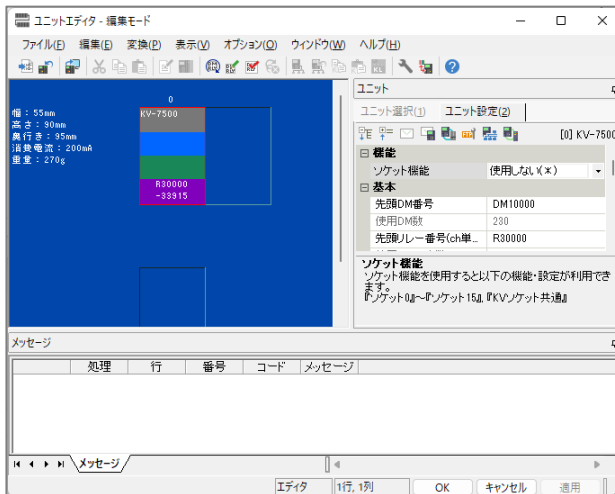 ユニットエディタ - 編集モード
ファイル(F) 編集(E) 変換(P) 表示(V) オプション(O) ウィンドウ(W) ヘルプ(H)
0
幅：55mm
高さ：90mm
奥行き：95mm
消費電流：200mA
重量：270g
KV-7500
R30000
-33915
ユニット
ユニット選択(1) ユニット設定(2)
[0] KV-7500
機能
ソケット機能 使用しない(*)
基本
先頭DM番号 DM10000
使用DM数 230
先頭リレー番号(ch単... R30000
ソケット機能
ソケット機能を使用すると以下の機能・設定が利用でき
ます。
『ソケット0』～『ソケット15』、『KVソケット共通』
メッセージ
処理 行 番号 コード メッセージ
メッセージ
エディタ 1行, 1列 OK キャンセル 適用